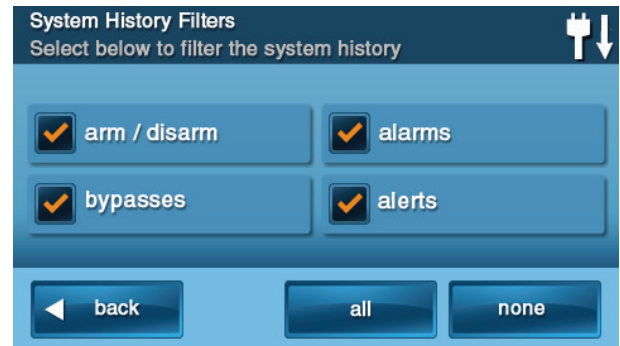 System History Filters
Select below to filter the system history
arm / disarm
alarms
bypasses
alerts
back
all
none